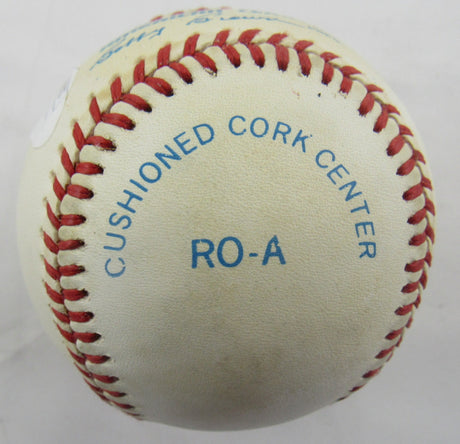 CUSHIONED CORK CENTER
RO-A